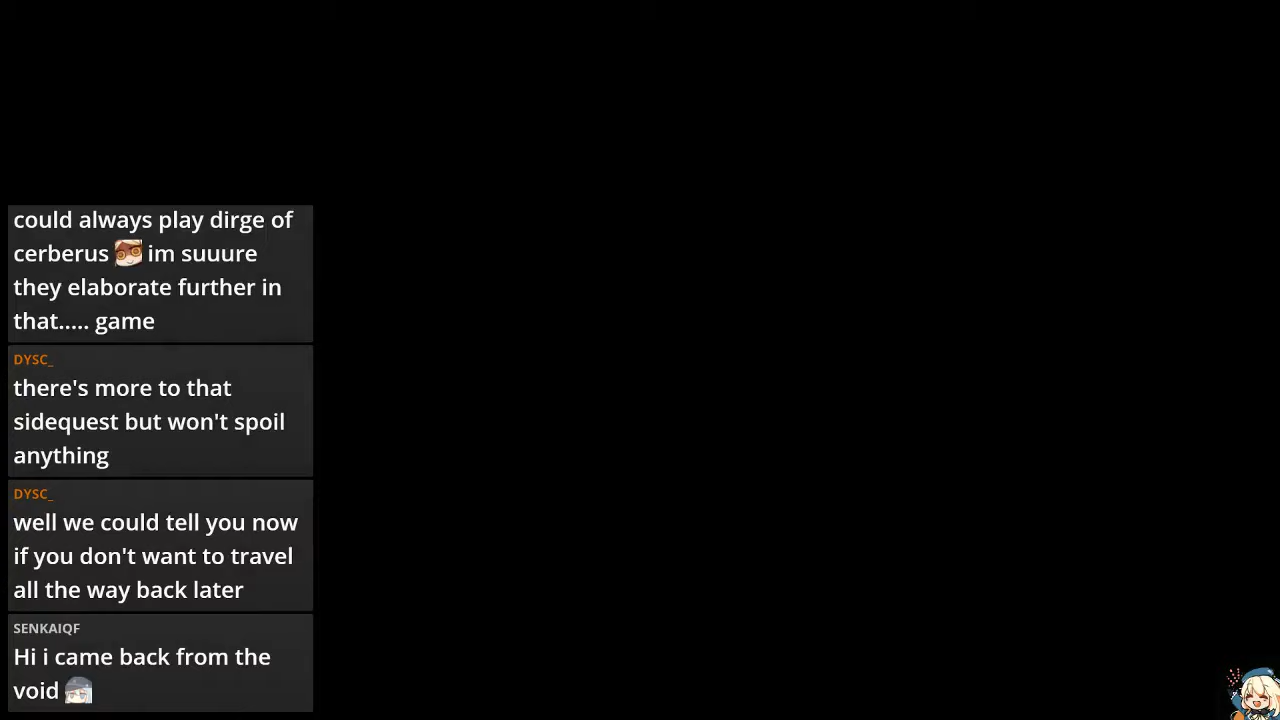 could always play dirge of
cerberus im suuure
they elaborate further in
that..... game
DYSC_
there's more to that
sidequest but won't spoil
anything
DYSC_
well we could tell you now
if you don't want to travel
all the way back later
SENKAIQF
Hi i came back from the
void